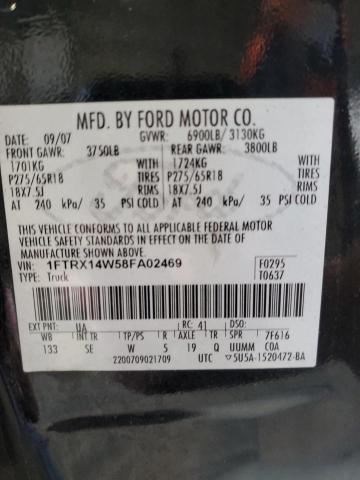 MFD. BY FORD MOTOR CO.
DATE: 09/07 GVWR: 6900LB/ 3130KG
FRONT GAWR: 3750LB REAR GAWR: 3800LB
1701KG 1724KG
P275/65R18 TIRES P275/65R18 TIRES
18X7.5J RIMS 18X7.5J RIMS
AT 240 kPa/ 35 PSI COLD AT 240 kPa/ 35 PSI COLD
THIS VEHICLE CONFORMS TO ALL APPLICABLE FEDERAL MOTOR
VEHICLE SAFETY STANDARDS IN EFFECT ON THE DATE OF
MANUFACTURE SHOWN ABOVE.
VIN: 1FTRX14W58FA02469 F0295
TYPE: Truck T0637
EXT PNT: UA RC: 41 DSO:
WB INT TR TP/PS R AXLE TR SPR 7F616
133 SE W 5 19 Q UUMM COA
2200709021709 UTC ▽5U5A-1520472-BA